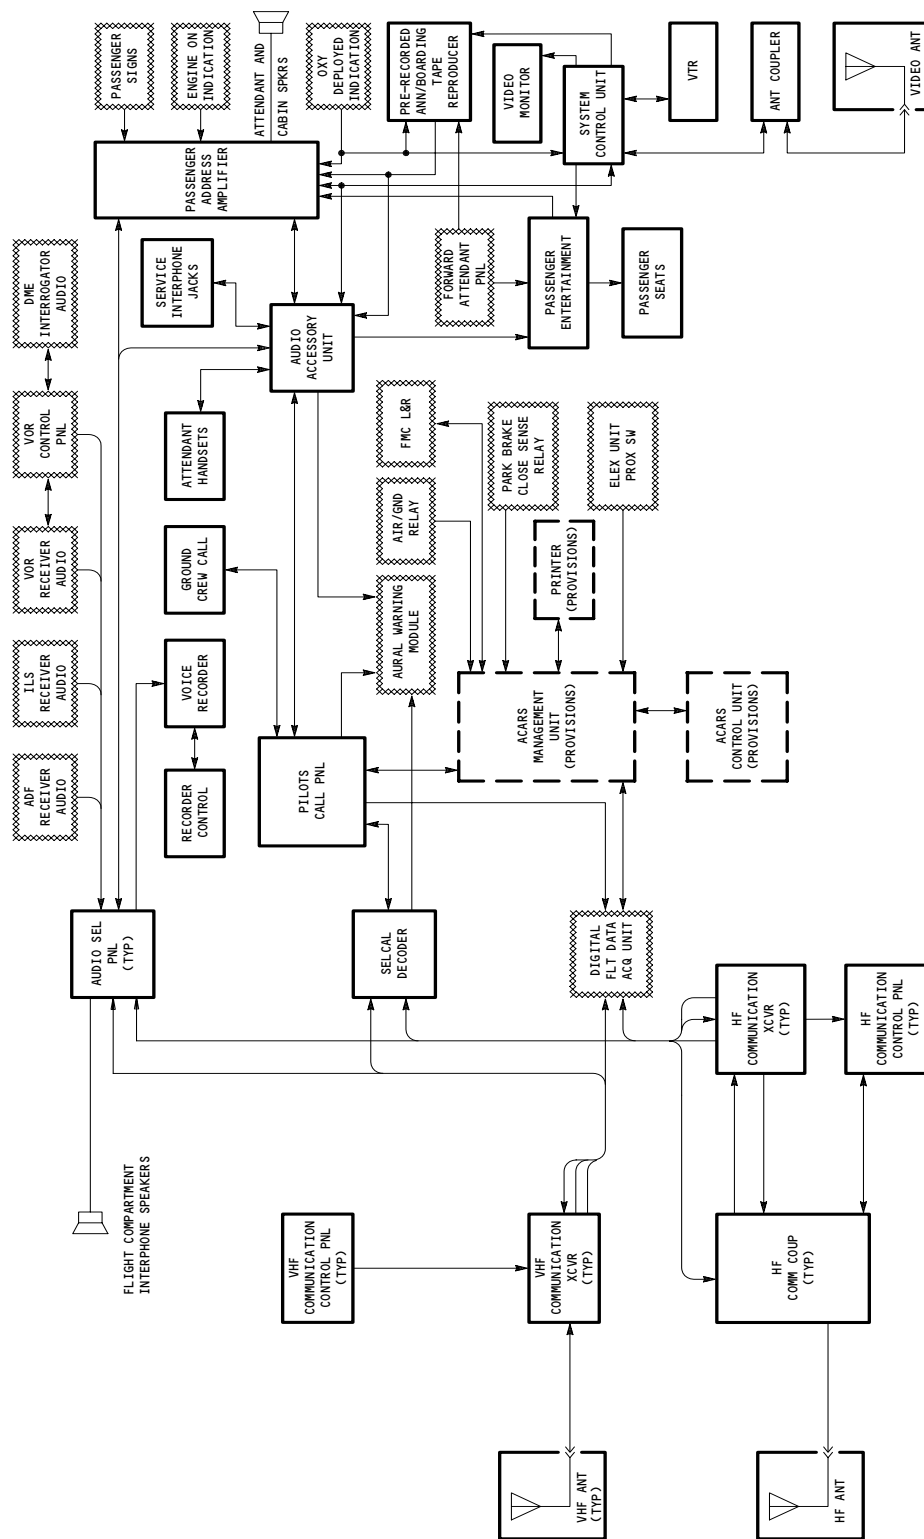 FLIGHT COMPARTMENT
INTERPHONE SPEAKERS
AUDIO SEL
PNL
(TYP)
ADF
RECEIVER
AUDIO
ILS
RECEIVER
AUDIO
VOR
RECEIVER
AUDIO
VOR
CONTROL
PNL
DME
INTERROGATOR
AUDIO
RECORDER
CONTROL
VOICE
RECORDER
GROUND
CREW CALL
ATTENDANT
HANDSETS
SERVICE
INTERPHONE
JACKS
PASSENGER
ADDRESS
AMPLIFIER
PASSENGER
SIGNS
ENGINE ON
INDICATION
ATTENDANT AND
CABIN SPKRS
OXY
DEPLOYED
INDICATION
PRE-RECORDED
ANN/BOARDING
TAPE
REPRODUCER
VIDEO
MONITOR
SYSTEM
CONTROL UNIT
VTR
ANT COUPLER
VIDEO ANT
VHF
COMMUNICATION
CONTROL PNL
(TYP)
SELCAL
DECODER
PILOTS
CALL PNL
AURAL WARNING
MODULE
AUDIO
ACCESSORY
UNIT
AIR/GND
RELAY
FMC L&R
FORWARD
ATTENDANT
PNL
PASSENGER
ENTERTAINMENT
PASSENGER
SEATS
PARK BRAKE
CLOSE SENSE
RELAY
ELEX UNIT
PROX SW
PRINTER
(PROVISIONS)
ACARS
MANAGEMENT
UNIT
(PROVISIONS)
ACARS
CONTROL UNIT
(PROVISIONS)
DIGITAL
FLT DATA
ACQ UNIT
VHF
COMMUNICATION
XCVR
(TYP)
VHF ANT
(TYP)
HF
COMMUNICATION
XCVR
(TYP)
HF
COMMUNICATION
CONTROL PNL
(TYP)
HF
COMM COUP
(TYP)
HF ANT